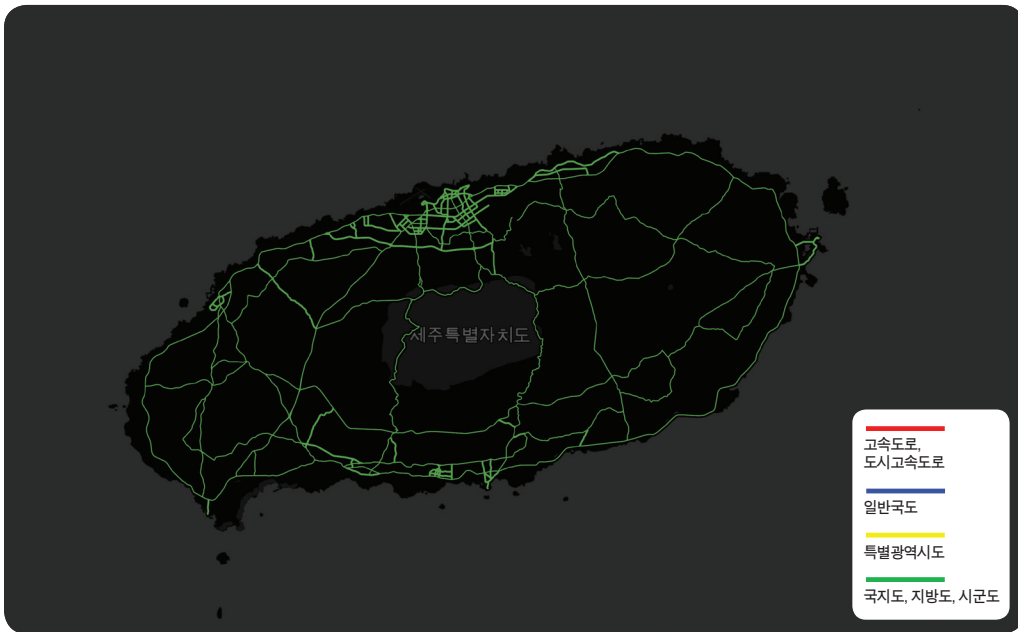 제주특별자치도
고속도로,
도시고속도로
일반국도
특별광역시도
국지도, 지방도, 시군도